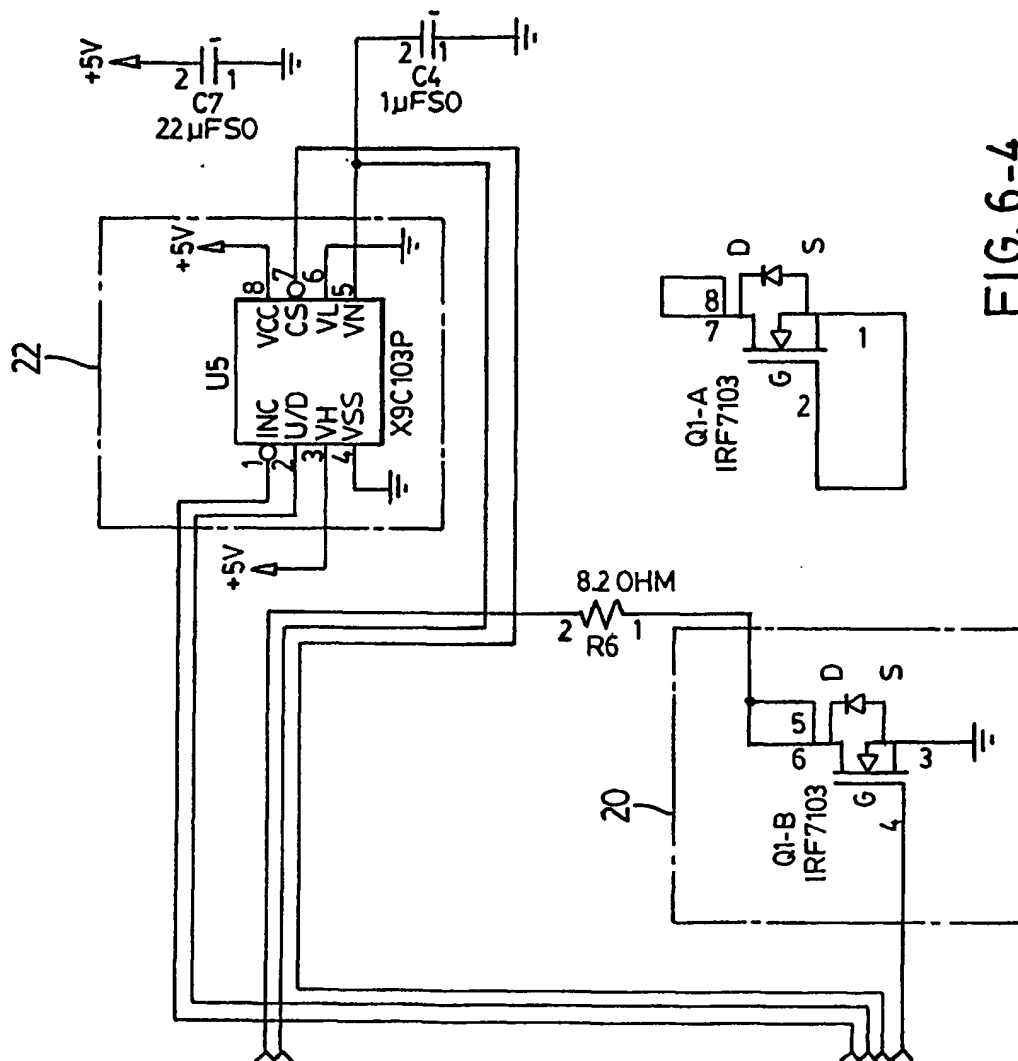 +5V
2
1
C7
22µFSO
2
1
C4
1µFSO
22
+5V
8
7
6
5
VCC
CS
VL
VN
U5
X9C103P
INC
U/D
VH
VSS
1
2
3
4
+5V
8.2 OHM
2
1
R6
20
5
6
D
S
G
3
4
Q1-B
IRF7103
8
7
D
S
G
1
2
Q1-A
IRF7103
FIG. 6-4